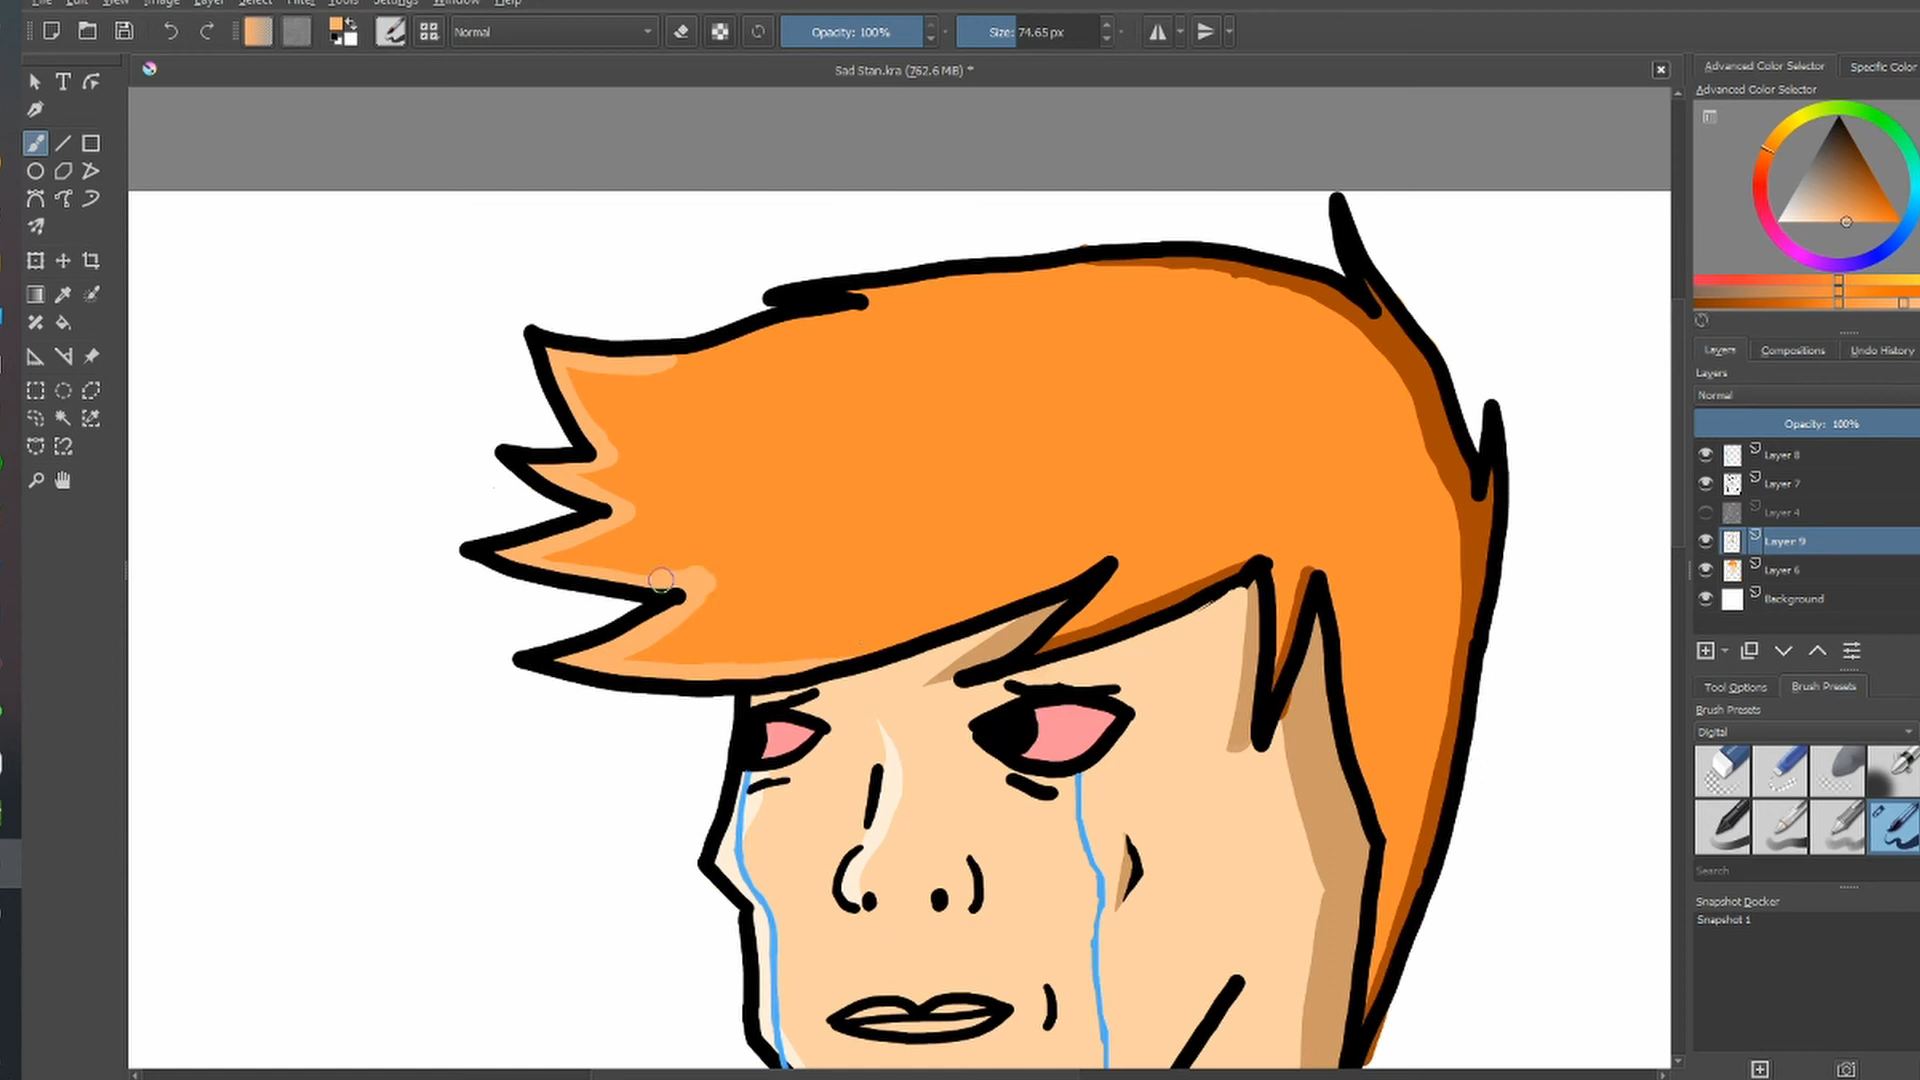 File Edit View Image Layer Select Filter Tools Settings Window Help
Normal
Opacity: 100%
Size: 74.65 px
Sad Stan.kra (762.6 MB) *
Advanced Color Selector
Specific Color
Advanced Color Selector
Layers
Compositions
Undo History
Layers
Normal
Opacity: 100%
Layer 8
Layer 7
Layer 4
Layer 9
Layer 6
Background
Tool Options
Brush Presets
Brush Presets
Digital
Search
Snapshot Docker
Snapshot 1